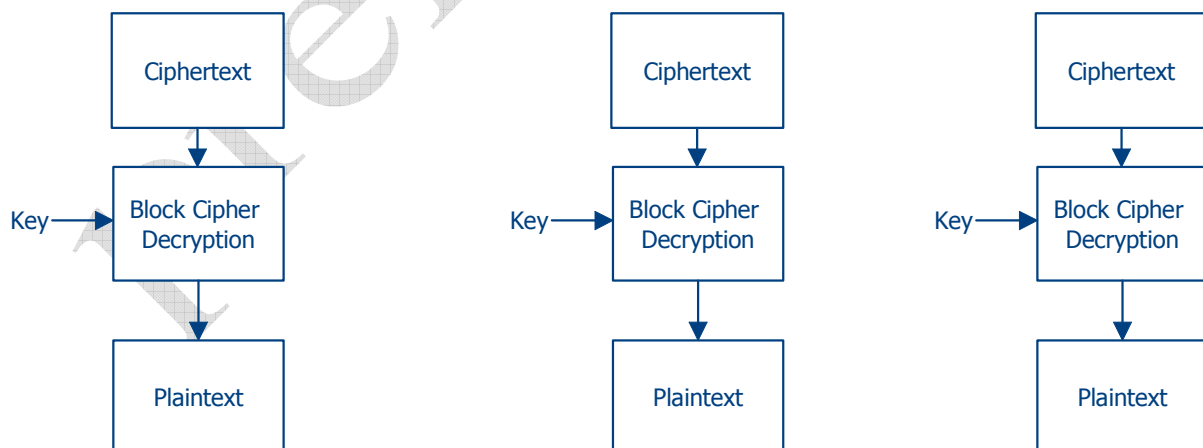 Ciphertext
Ciphertext
Ciphertext
Key
Block Cipher
Decryption
Key
Block Cipher
Decryption
Key
Block Cipher
Decryption
Plaintext
Plaintext
Plaintext